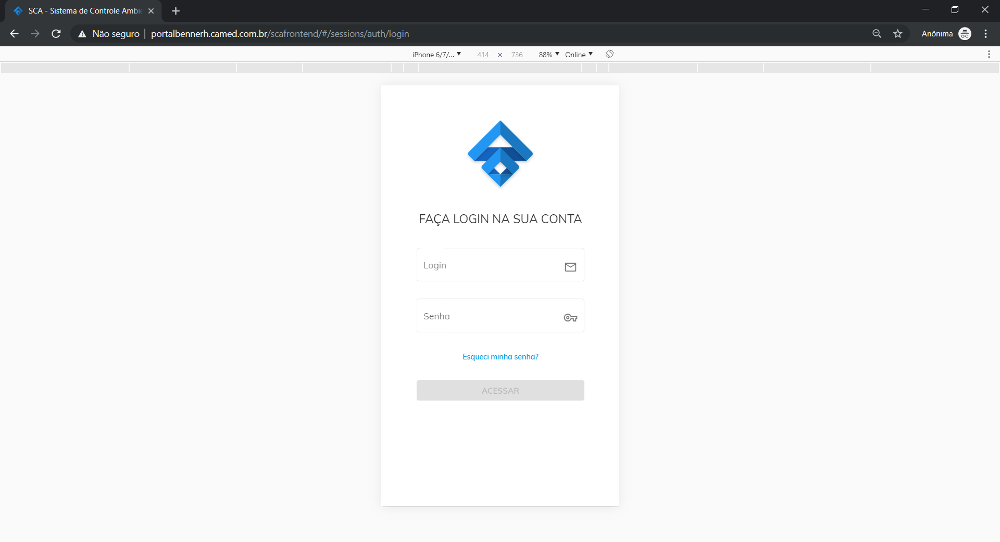 SCA - Sistema de Controle Ambie
Não seguro
portalbennerh.camed.com.br/scafrontend/#/sessions/auth/login
Anônima
iPhone 6/7/... 414 × 736 88% Online
FAÇA LOGIN NA SUA CONTA
Login
Senha
Esqueci minha senha?
ACESSAR